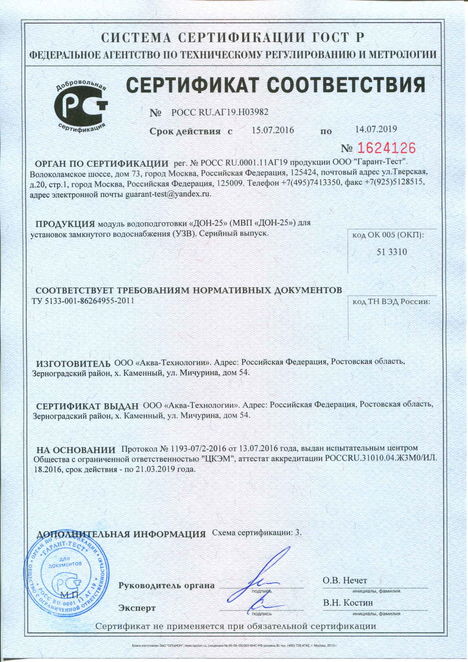 СИСТЕМА СЕРТИФИКАЦИИ ГОСТ Р
ФЕДЕРАЛЬНОЕ АГЕНТСТВО ПО ТЕХНИЧЕСКОМУ РЕГУЛИРОВАНИЮ И МЕТРОЛОГИИ
Добровольная
сертификация
СЕРТИФИКАТ СООТВЕТСТВИЯ
№ РОСС RU.АГ19.Н03982
Срок действия с 15.07.2016 по 14.07.2019
№ 1624126
ОРГАН ПО СЕРТИФИКАЦИИ рег. № РОСС RU.0001.11АГ19 продукции ООО "Гарант-Тест".
Волоколамское шоссе, дом 73, город Москва, Российская Федерация, 125424, почтовый адрес ул.Тверская,
д.20, стр.1, город Москва, Российская Федерация, 125009. Телефон +7(495)7413350, факс +7(925)5128515,
адрес электронной почты guarant-test@yandex.ru.
ПРОДУКЦИЯ модуль водоподготовки «ДОН-25» (МВП «ДОН-25») для
установок замкнутого водоснабжения (УЗВ). Серийный выпуск.
код ОК 005 (ОКП):
51 3310
СООТВЕТСТВУЕТ ТРЕБОВАНИЯМ НОРМАТИВНЫХ ДОКУМЕНТОВ
ТУ 5133-001-86264955-2011
код ТН ВЭД России:
ИЗГОТОВИТЕЛЬ ООО «Аква-Технологии». Адрес: Российская Федерация, Ростовская область,
Зерноградский район, х. Каменный, ул. Мичурина, дом 54.
СЕРТИФИКАТ ВЫДАН ООО «Аква-Технологии». Адрес: Российская Федерация, Ростовская область,
Зерноградский район, х. Каменный, ул. Мичурина, дом 54.
НА ОСНОВАНИИ Протокол № 1193-07/2-2016 от 13.07.2016 года, выдан испытательным центром
Общества с ограниченной ответственностью "ЦКЭМ", аттестат аккредитации РОССRU.31010.04.ЖЗМ0/ИЛ.
18.2016, срок действия - по 21.03.2019 года.
ДОПОЛНИТЕЛЬНАЯ ИНФОРМАЦИЯ Схема сертификации: 3.
"ГАРАНТ-ТЕСТ"
для
документов
М.П.
Руководитель органа
подпись
О.В. Нечет
инициалы, фамилия
Эксперт
подпись
В.Н. Костин
инициалы, фамилия
Сертификат не применяется при обязательной сертификации